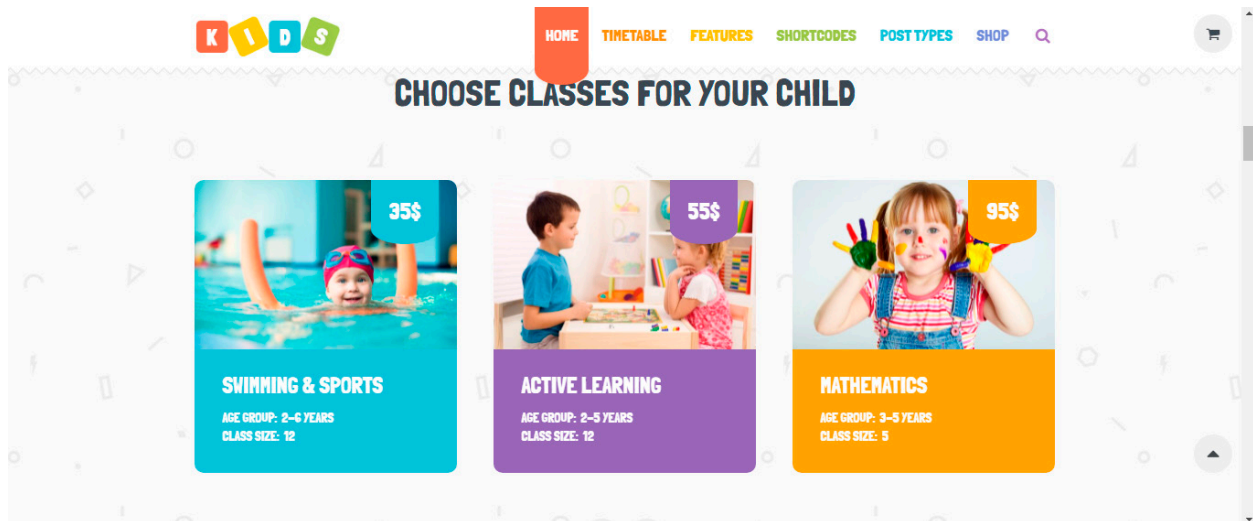 KIDS
HOME TIMETABLE FEATURES SHORTCODES POST TYPES SHOP
CHOOSE CLASSES FOR YOUR CHILD
35$
55$
95$
SWIMMING & SPORTS
AGE GROUP: 2–6 YEARS
CLASS SIZE: 12
ACTIVE LEARNING
AGE GROUP: 2–5 YEARS
CLASS SIZE: 12
MATHEMATICS
AGE GROUP: 3–5 YEARS
CLASS SIZE: 5